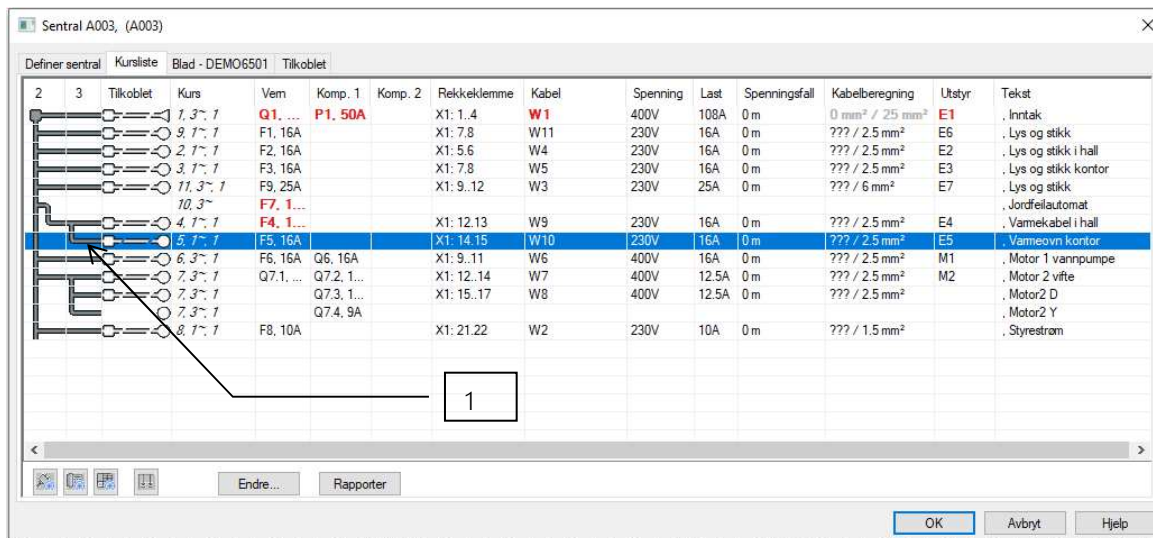 Sentral A003, (A003)
Definer sentral Kursliste Blad - DEMO6501 Tilkoblet
2 3 Tilkoblet Kurs Vern Komp. 1 Komp. 2 Rekkeklemme Kabel Spenning Last Spenningsfall Kabelberegning Utstyr Tekst
1, 3~, 1 Q1, ... P1, 50A X1: 1..4 W1 400V 108A 0 m 0 mm² / 25 mm² E1 , Inntak
9, 1~, 1 F1, 16A X1: 7.8 W11 230V 16A 0 m ??? / 2.5 mm² E6 , Lys og stikk
2, 1~, 1 F2, 16A X1: 5.6 W4 230V 16A 0 m ??? / 2.5 mm² E2 , Lys og stikk i hall
3, 1~, 1 F3, 16A X1: 7.8 W5 230V 16A 0 m ??? / 2.5 mm² E3 , Lys og stikk kontor
11, 3~, 1 F9, 25A X1: 9..12 W3 230V 25A 0 m ??? / 6 mm² E7 , Lys og stikk
10, 3~ F7, 1... , Jordfeilautomat
4, 1~, 1 F4, 1... X1: 12.13 W9 230V 16A 0 m ??? / 2.5 mm² E4 , Varmekabel i hall
5, 1~, 1 F5, 16A X1: 14.15 W10 230V 16A 0 m ??? / 2.5 mm² E5 , Varmeovn kontor
6, 3~, 1 F6, 16A Q6, 16A X1: 9..11 W6 400V 16A 0 m ??? / 2.5 mm² M1 , Motor 1 vannpumpe
7, 3~, 1 Q7.1, ... Q7.2, 1... X1: 12..14 W7 400V 12.5A 0 m ??? / 2.5 mm² M2 , Motor 2 vifte
7, 3~, 1 Q7.3, 1... X1: 15..17 W8 400V 12.5A 0 m ??? / 2.5 mm² , Motor2 D
7, 3~, 1 Q7.4, 9A , Motor2 Y
8, 1~, 1 F8, 10A X1: 21.22 W2 230V 10A 0 m ??? / 1.5 mm² , Styrestrøm
1
Endre... Rapporter
OK Avbryt Hjelp